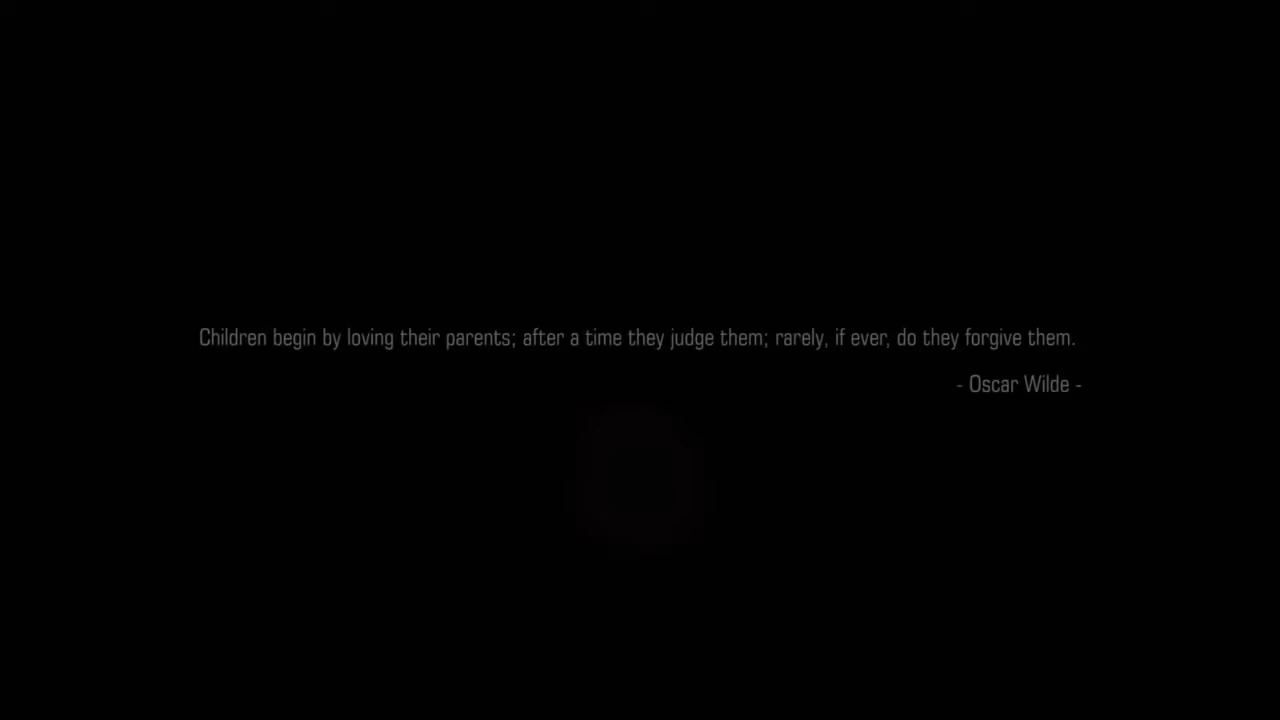 Children begin by loving their parents; after a time they judge them; rarely, if ever, do they forgive them.
- Oscar Wilde -